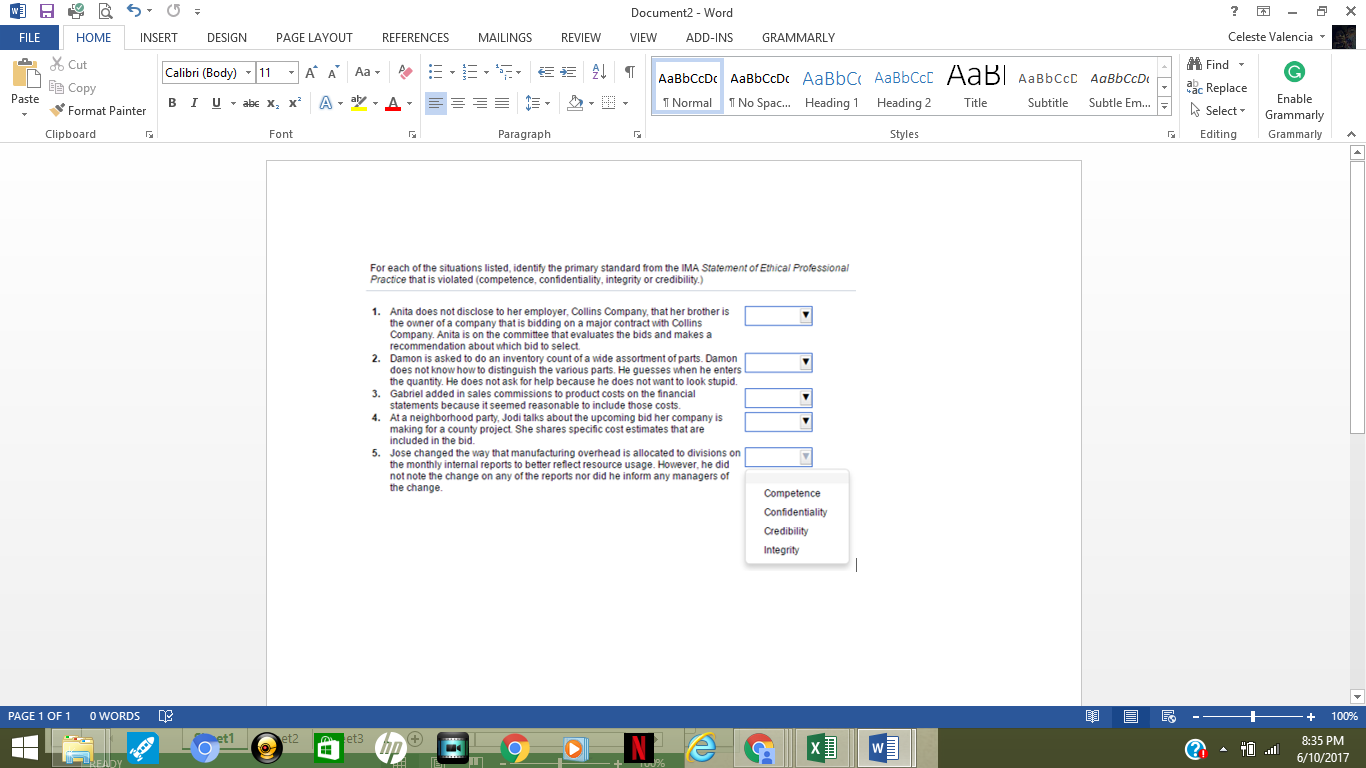 Document2 - Word
FILE HOME INSERT DESIGN PAGE LAYOUT REFERENCES MAILINGS REVIEW VIEW ADD-INS GRAMMARLY Celeste Valencia
Paste
Cut
Copy
Format Painter
Clipboard
Calibri (Body) 11
Font
Paragraph
AaBbCcDc AaBbCcDc AaBbCc AaBbCcD AaBl AaBbCcD AaBbCcDc
¶ Normal ¶ No Spac... Heading 1 Heading 2 Title Subtitle Subtle Em...
Styles
Find
Replace
Select
Editing
Enable
Grammarly
Grammarly
For each of the situations listed, identify the primary standard from the IMA Statement of Ethical Professional
Practice that is violated (competence, confidentiality, integrity or credibility.)
1. Anita does not disclose to her employer, Collins Company, that her brother is
the owner of a company that is bidding on a major contract with Collins
Company. Anita is on the committee that evaluates the bids and makes a
recommendation about which bid to select.
2. Damon is asked to do an inventory count of a wide assortment of parts. Damon
does not know how to distinguish the various parts. He guesses when he enters
the quantity. He does not ask for help because he does not want to look stupid.
3. Gabriel added in sales commissions to product costs on the financial
statements because it seemed reasonable to include those costs.
4. At a neighborhood party, Jodi talks about the upcoming bid her company is
making for a county project. She shares specific cost estimates that are
included in the bid.
5. Jose changed the way that manufacturing overhead is allocated to divisions on
the monthly internal reports to better reflect resource usage. However, he did
not note the change on any of the reports nor did he inform any managers of
the change.
Competence
Confidentiality
Credibility
Integrity
PAGE 1 OF 1 0 WORDS 100%
Sheet1
READY
100%
8:35 PM
6/10/2017